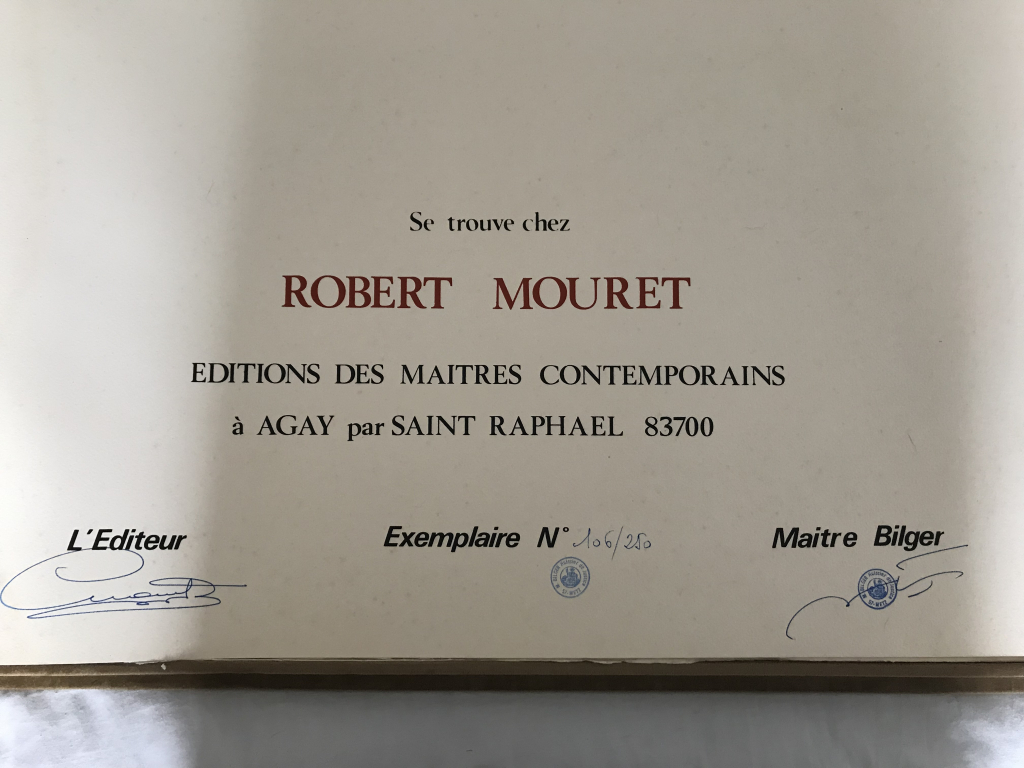 Se trouve chez
ROBERT MOURET
EDITIONS DES MAITRES CONTEMPORAINS
à AGAY par SAINT RAPHAEL 83700
L'Editeur
Exemplaire N° 106/250
Maitre Bilger